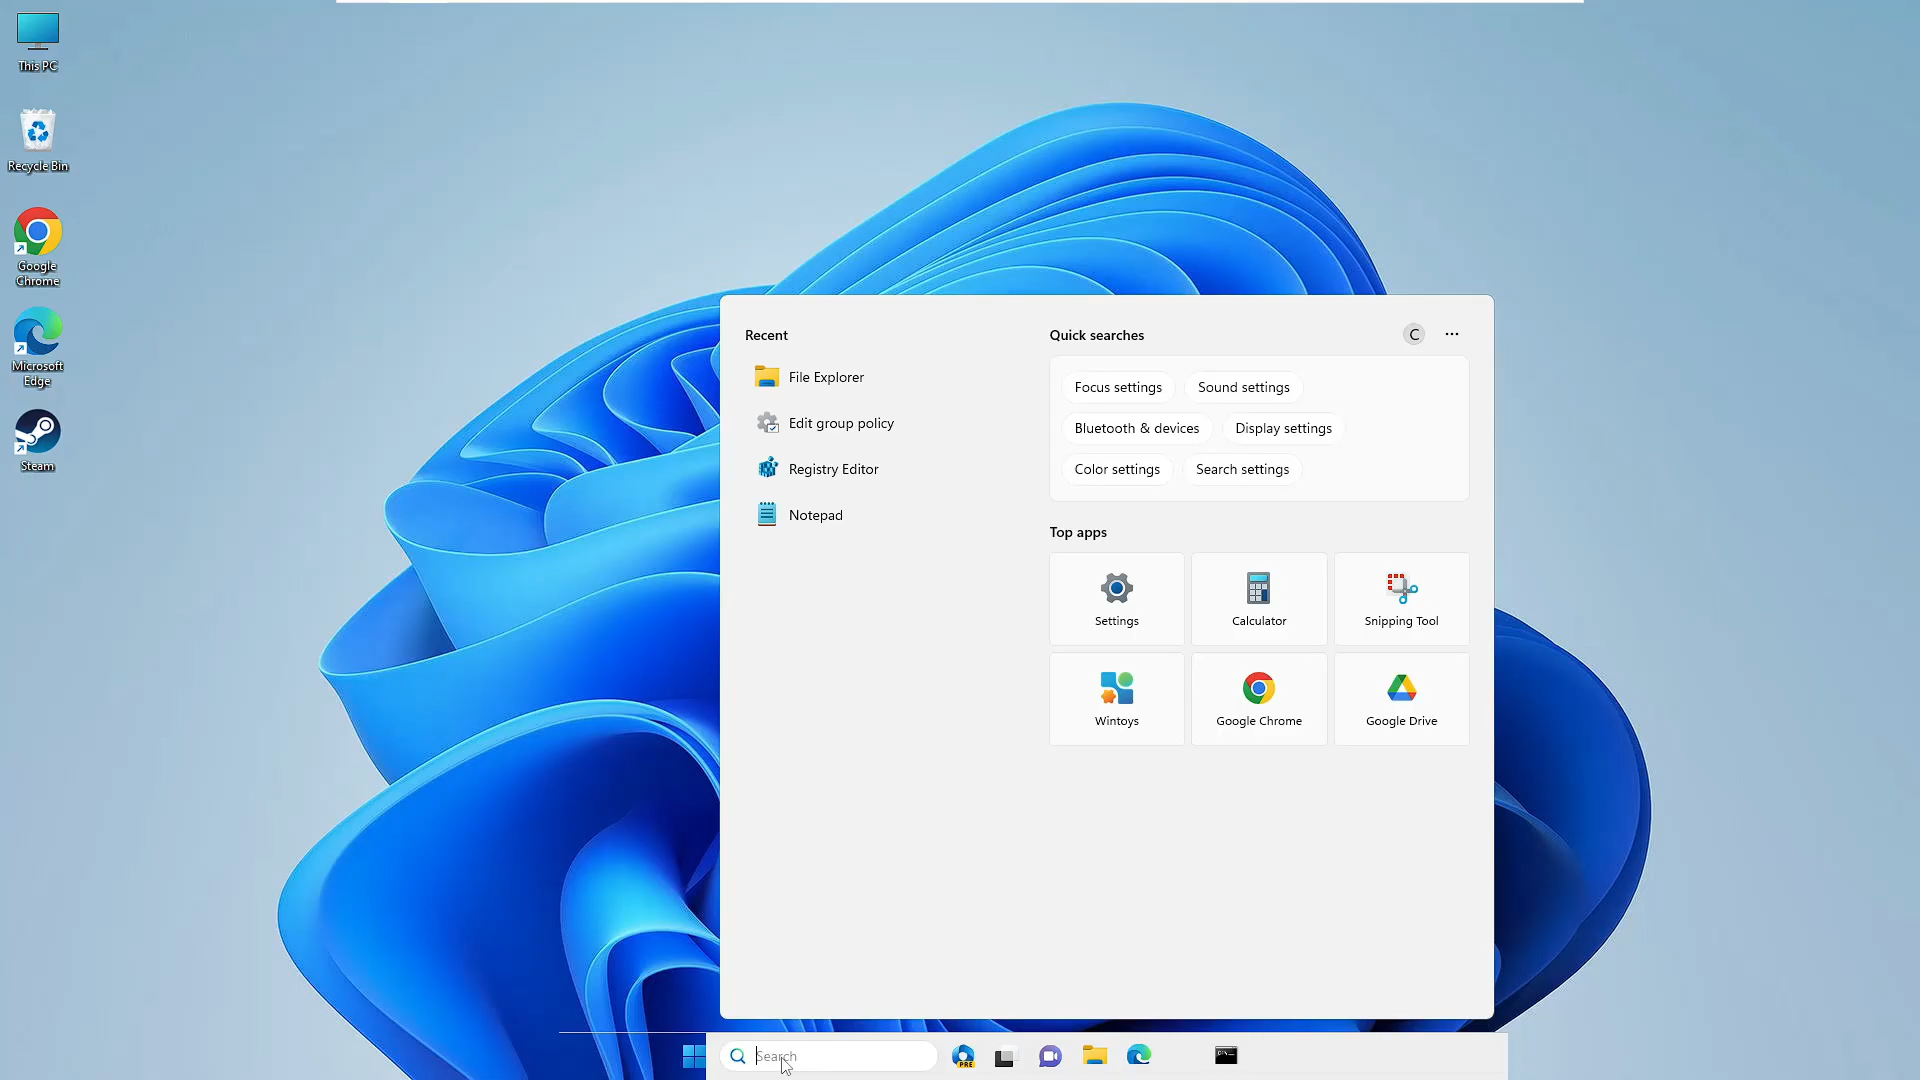 This PC
Recycle Bin
Google
Chrome
Microsoft
Edge
Steam
Recent
File Explorer
Edit group policy
Registry Editor
Notepad
Quick searches
C
Focus settings
Sound settings
Bluetooth & devices
Display settings
Color settings
Search settings
Top apps
Settings
Calculator
Snipping Tool
Wintoys
Google Chrome
Google Drive
Search
PRE